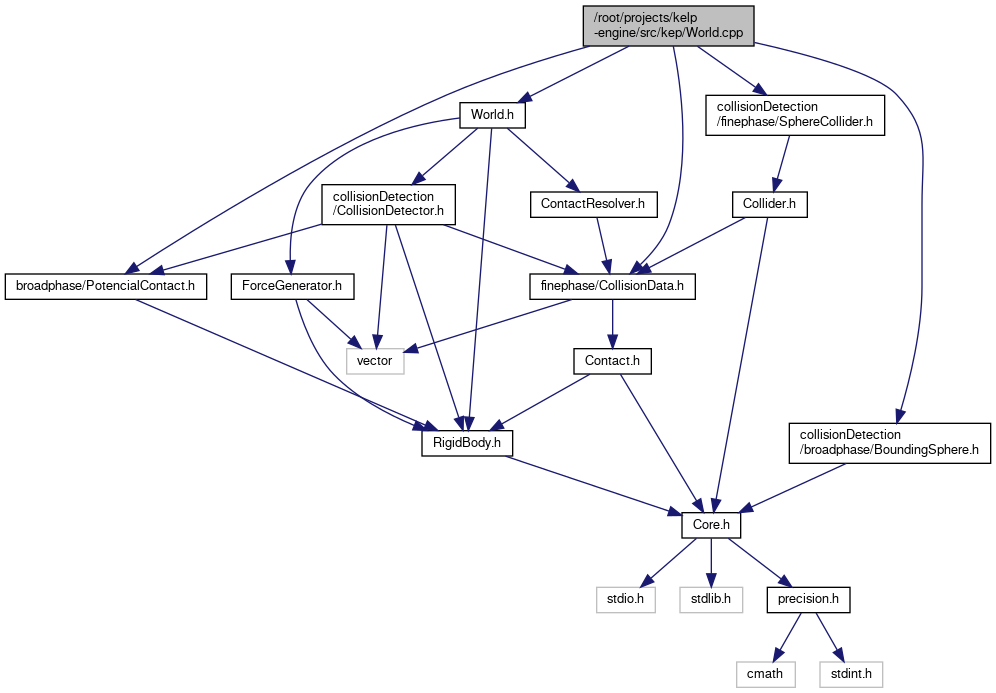 /root/projects/kelp
-engine/src/kep/World.cpp
World.h
collisionDetection
/finephase/SphereCollider.h
collisionDetection
/CollisionDetector.h
ContactResolver.h
Collider.h
broadphase/PotencialContact.h
ForceGenerator.h
finephase/CollisionData.h
vector
Contact.h
RigidBody.h
collisionDetection
/broadphase/BoundingSphere.h
Core.h
stdio.h
stdlib.h
precision.h
cmath
stdint.h